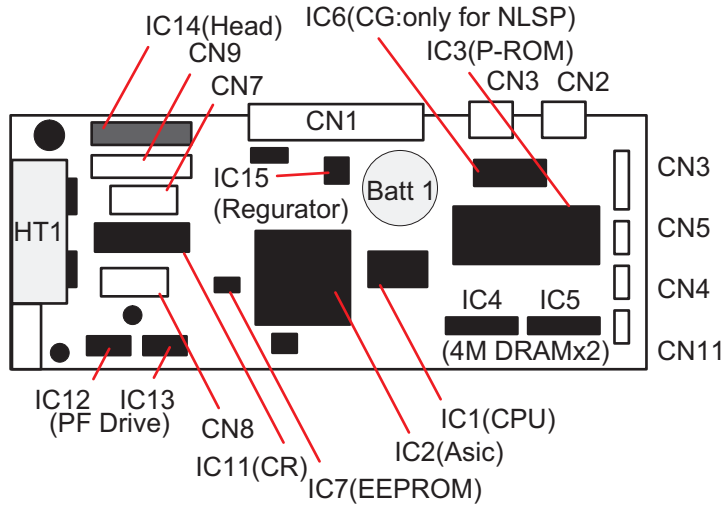 IC6(CG:only for NLSP)
IC14(Head)
IC3(P-ROM)
CN9
CN7
CN3
CN2
CN1
CN3
IC15
(Regurator)
Batt 1
HT1
CN5
CN4
IC4
IC5
(4M DRAMx2)
CN11
IC12
IC13
(PF Drive)
CN8
IC1(CPU)
IC2(Asic)
IC11(CR)
IC7(EEPROM)